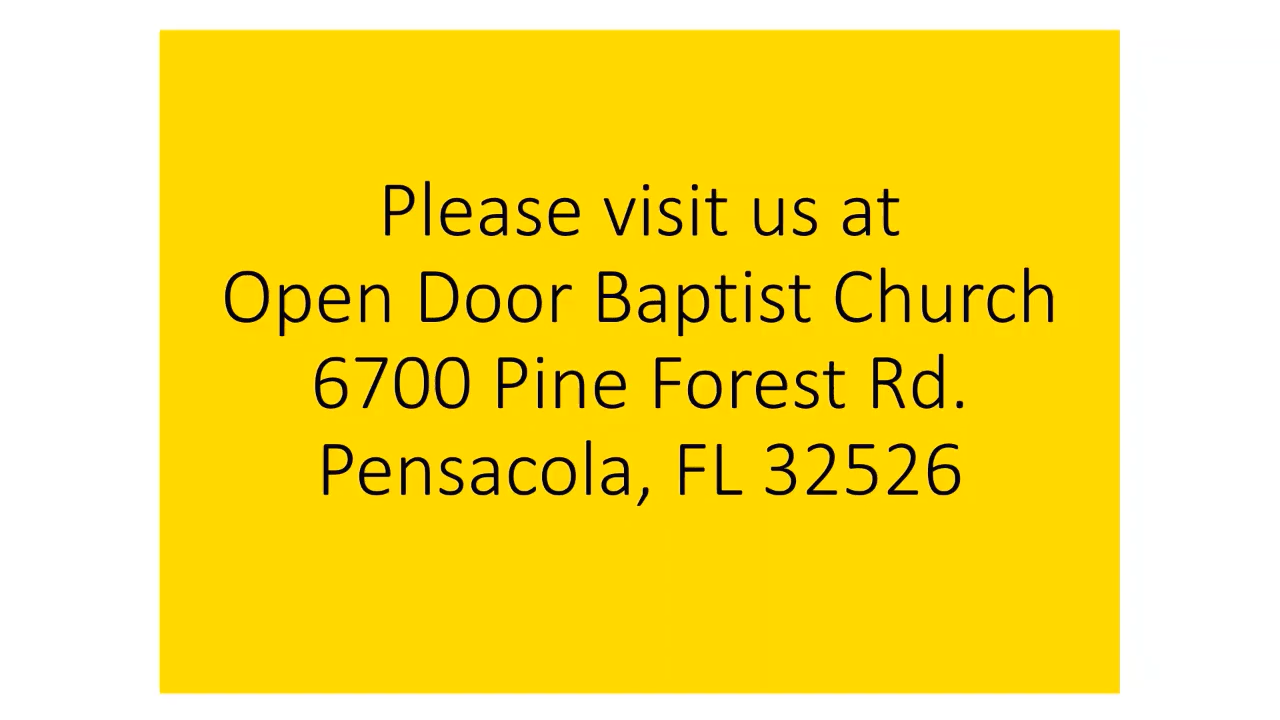 Please visit us at
Open Door Baptist Church
6700 Pine Forest Rd.
Pensacola, FL 32526